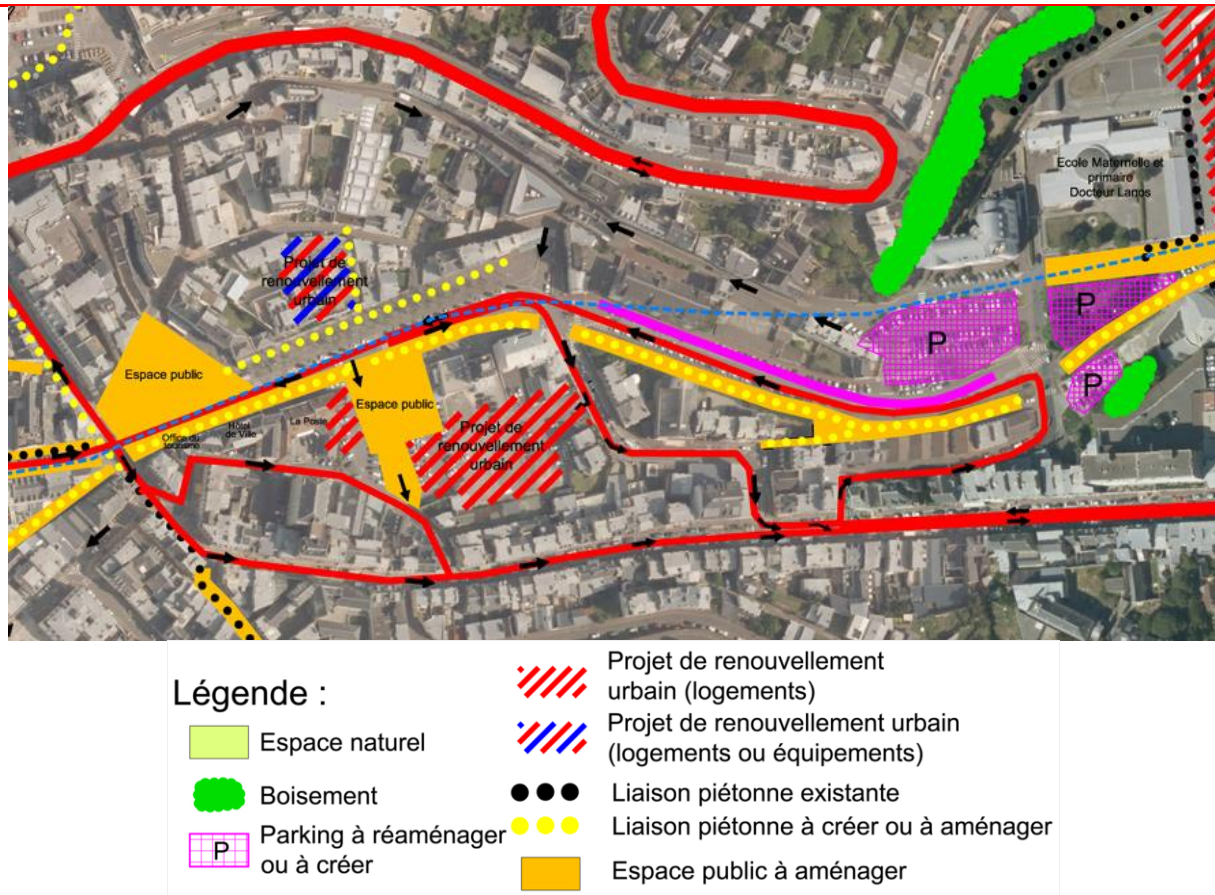 Ecole Maternelle et
primaire
Docteur Lanos
Projet de
renouvellement
urbain
P
P
P
Espace public
Espace public
La Poste
Hôtel
de Ville
Office du
tourisme
Projet de
renouvellement
urbain
Légende :
Espace naturel
Boisement
P
Parking à réaménager
ou à créer
Projet de renouvellement
urbain (logements)
Projet de renouvellement urbain
(logements ou équipements)
Liaison piétonne existante
Liaison piétonne à créer ou à aménager
Espace public à aménager